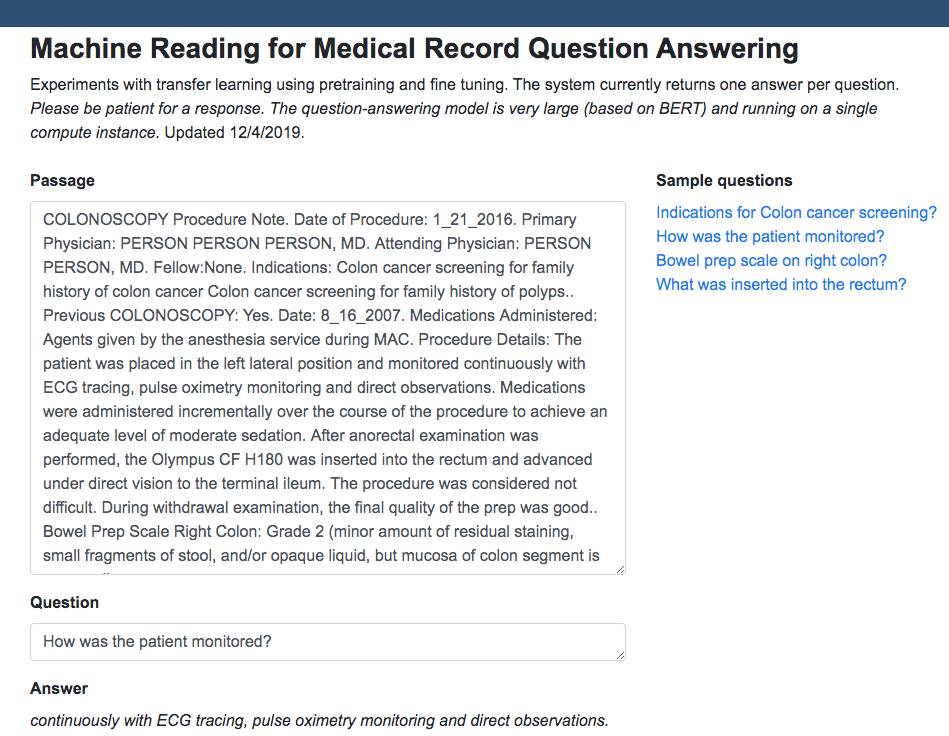 Machine Reading for Medical Record Question Answering
Experiments with transfer learning using pretraining and fine tuning. The system currently returns one answer per question.
Please be patient for a response. The question-answering model is very large (based on BERT) and running on a single
compute instance. Updated 12/4/2019.
Passage
COLONOSCOPY Procedure Note. Date of Procedure: 1_21_2016. Primary
Physician: PERSON PERSON PERSON, MD. Attending Physician: PERSON
PERSON, MD. Fellow:None. Indications: Colon cancer screening for family
history of colon cancer Colon cancer screening for family history of polyps..
Previous COLONOSCOPY: Yes. Date: 8_16_2007. Medications Administered:
Agents given by the anesthesia service during MAC. Procedure Details: The
patient was placed in the left lateral position and monitored continuously with
ECG tracing, pulse oximetry monitoring and direct observations. Medications
were administered incrementally over the course of the procedure to achieve an
adequate level of moderate sedation. After anorectal examination was
performed, the Olympus CF H180 was inserted into the rectum and advanced
under direct vision to the terminal ileum. The procedure was considered not
difficult. During withdrawal examination, the final quality of the prep was good..
Bowel Prep Scale Right Colon: Grade 2 (minor amount of residual staining,
small fragments of stool, and/or opaque liquid, but mucosa of colon segment is
Question
How was the patient monitored?
Answer
continuously with ECG tracing, pulse oximetry monitoring and direct observations.
Sample questions
Indications for Colon cancer screening?
How was the patient monitored?
Bowel prep scale on right colon?
What was inserted into the rectum?